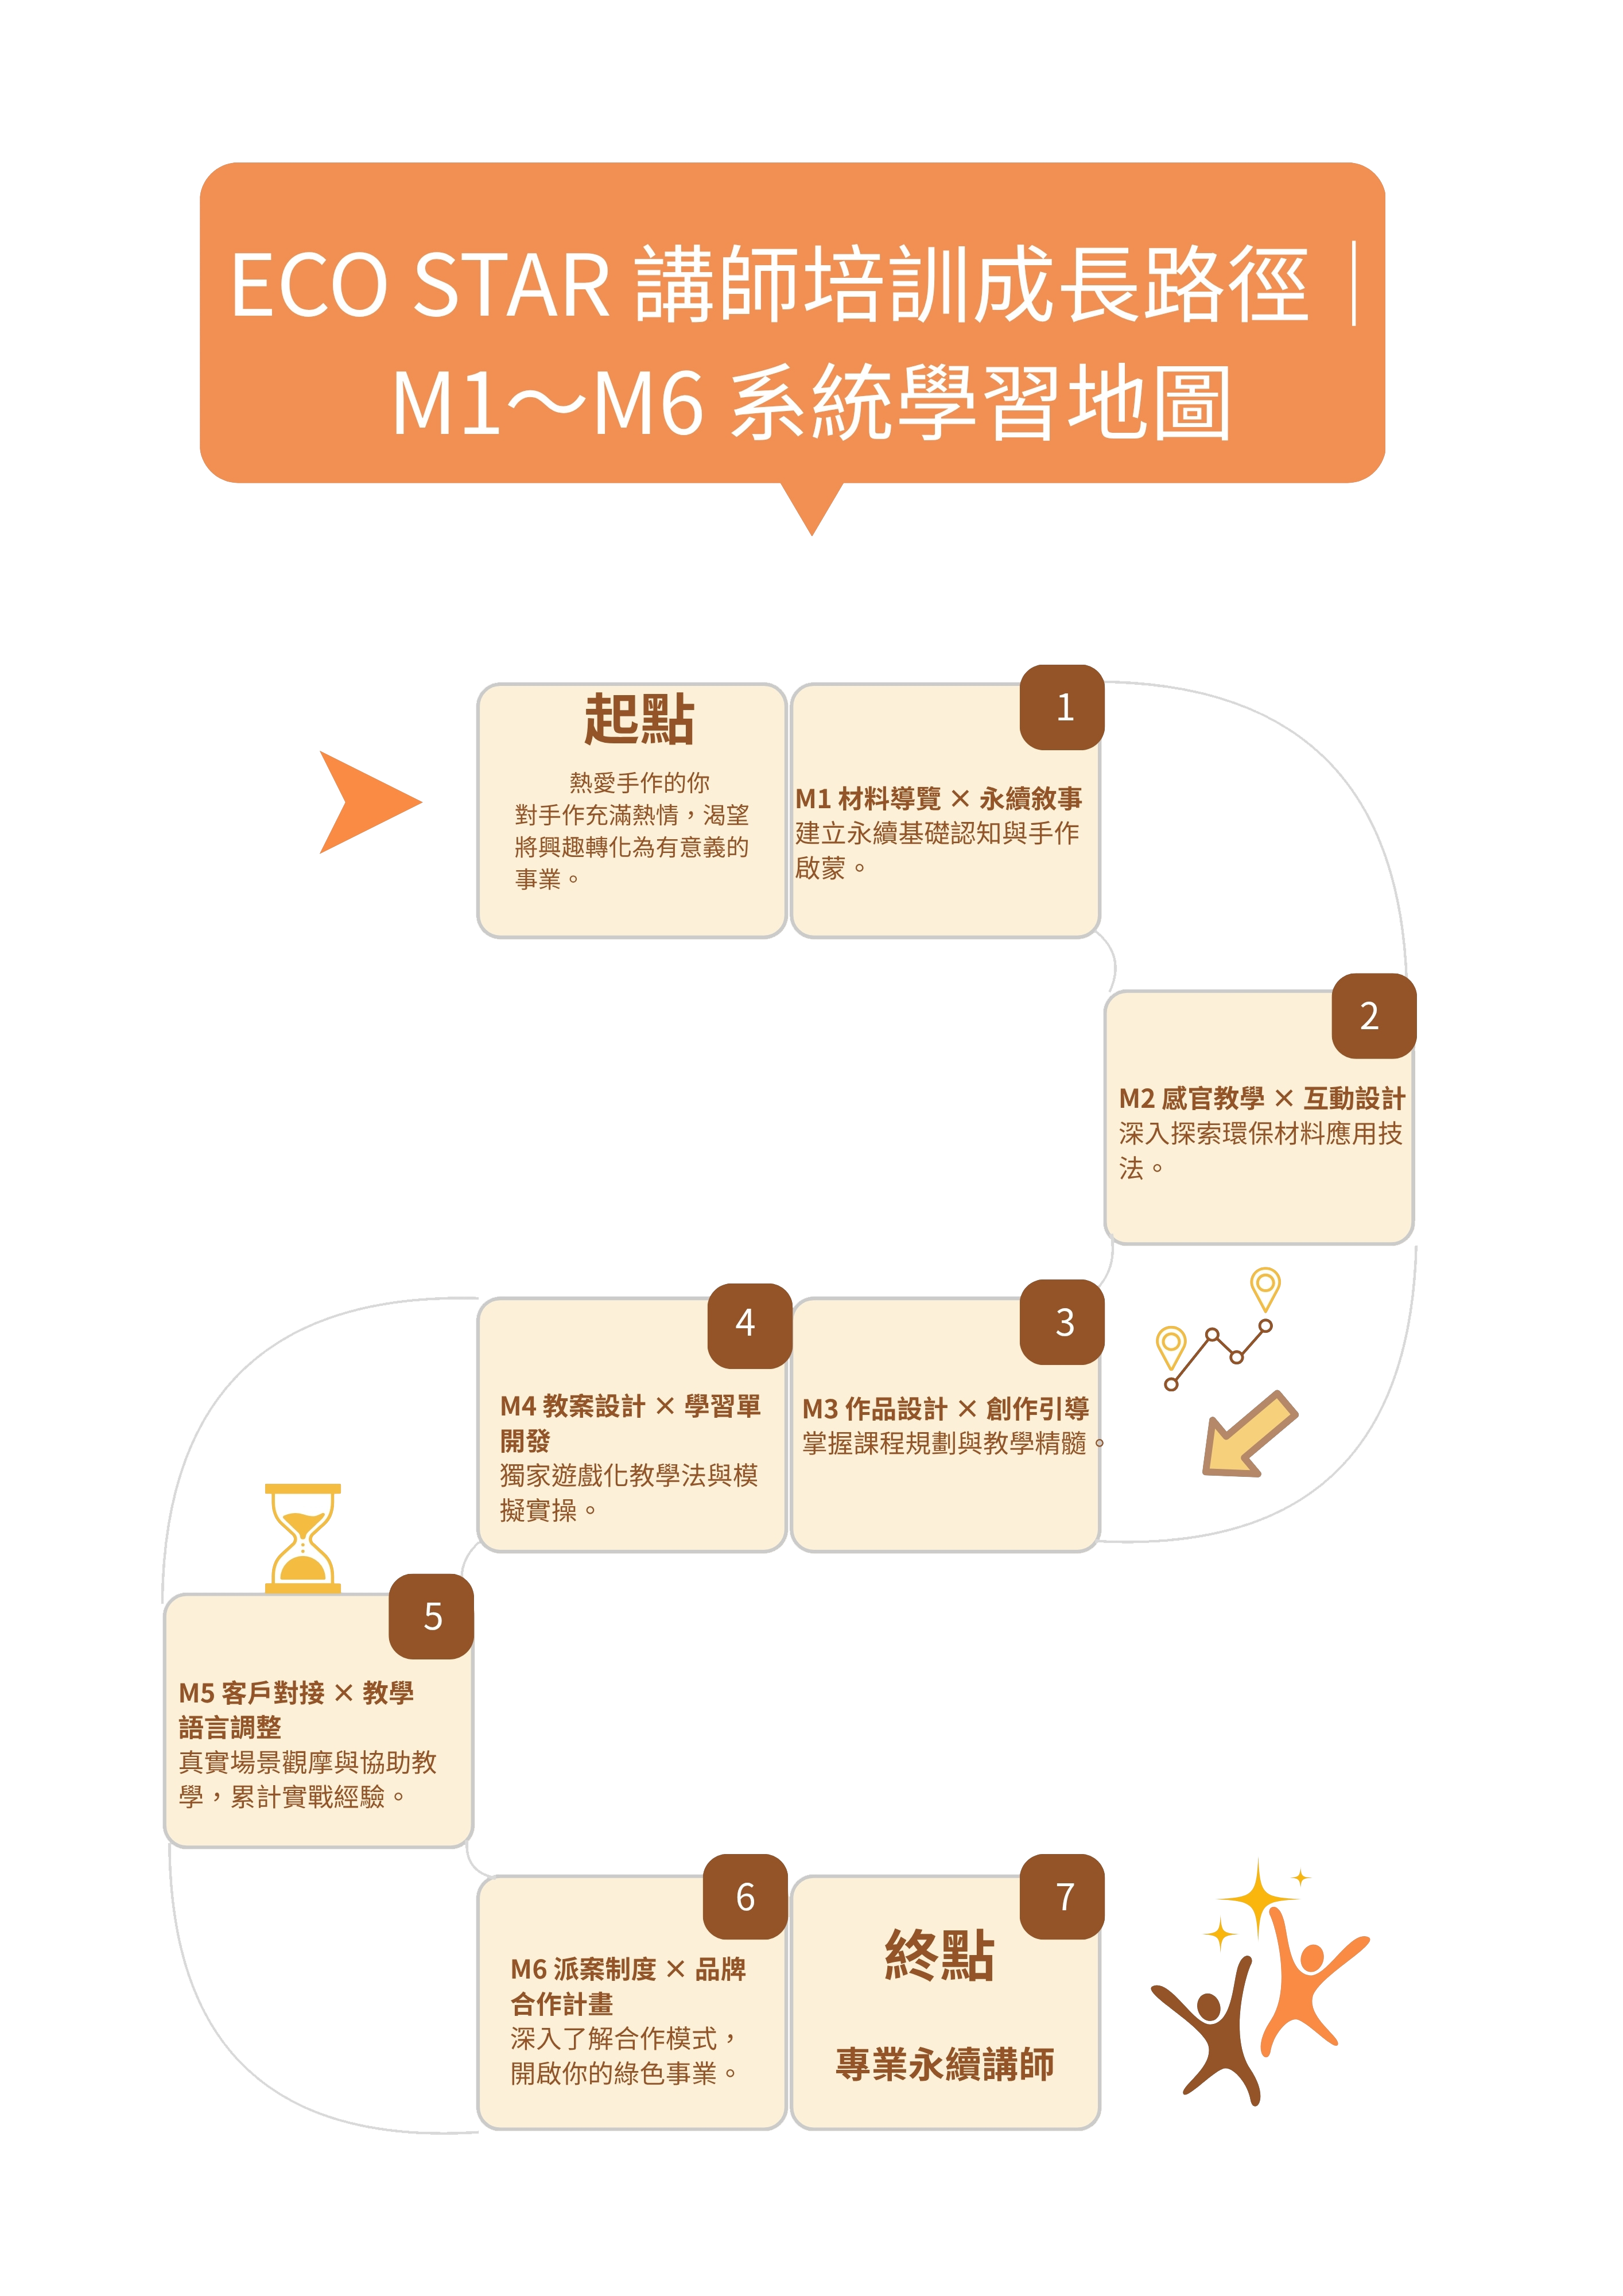 ECO STAR 講師培訓成長路徑｜
M1～M6 系統學習地圖
起點
熱愛手作的你
對手作充滿熱情，渴望
將興趣轉化為有意義的
事業。
1
M1 材料導覽 × 永續敘事
建立永續基礎認知與手作
啟蒙。
2
M2 感官教學 × 互動設計
深入探索環保材料應用技
法。
3
M3 作品設計 × 創作引導
掌握課程規劃與教學精髓。
4
M4 教案設計 × 學習單
開發
獨家遊戲化教學法與模
擬實操。
5
M5 客戶對接 × 教學
語言調整
真實場景觀摩與協助教
學，累計實戰經驗。
6
M6 派案制度 × 品牌
合作計畫
深入了解合作模式，
開啟你的綠色事業。
7
終點
專業永續講師